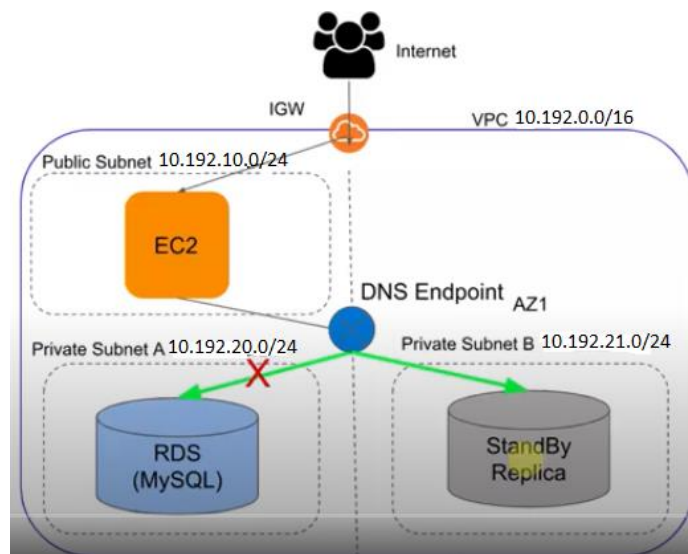 Internet
IGW
VPC 10.192.0.0/16
Public Subnet 10.192.10.0/24
EC2
DNS Endpoint
AZ1
Private Subnet A 10.192.20.0/24
Private Subnet B 10.192.21.0/24
X
RDS
(MySQL)
StandBy
Replica